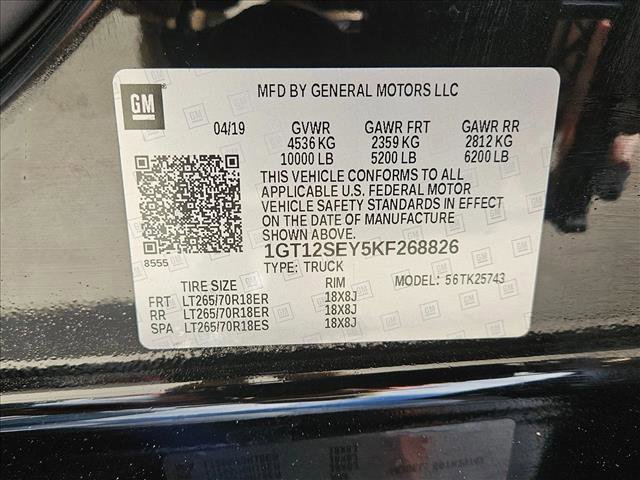 GM
MFD BY GENERAL MOTORS LLC
04/19 GVWR GAWR FRT GAWR RR
4536 KG 2359 KG 2812 KG
10000 LB 5200 LB 6200 LB
THIS VEHICLE CONFORMS TO ALL
APPLICABLE U.S. FEDERAL MOTOR
VEHICLE SAFETY STANDARDS IN EFFECT
ON THE DATE OF MANUFACTURE
SHOWN ABOVE.
8555
1GT12SEY5KF268826
TYPE: TRUCK MODEL: 56TK25743
TIRE SIZE RIM
FRT LT265/70R18ER 18X8J
RR LT265/70R18ER 18X8J
SPA LT265/70R18ES 18X8J